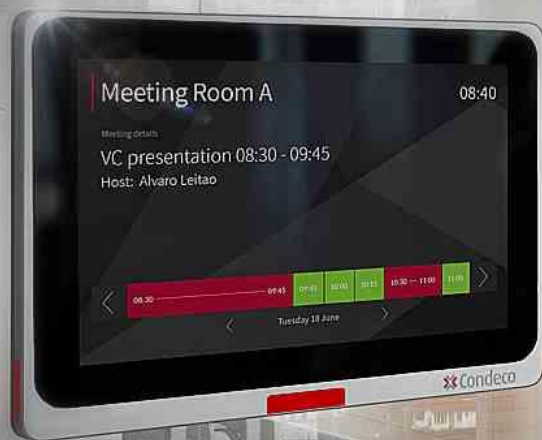 Meeting Room A
08:40
Meeting details
VC presentation 08:30 - 09:45
Host: Alvaro Leitao
08:30 09:45 09:45 10:00 10:15 10:30 — 11:00 11:00
Tuesday 18 June
Condeco